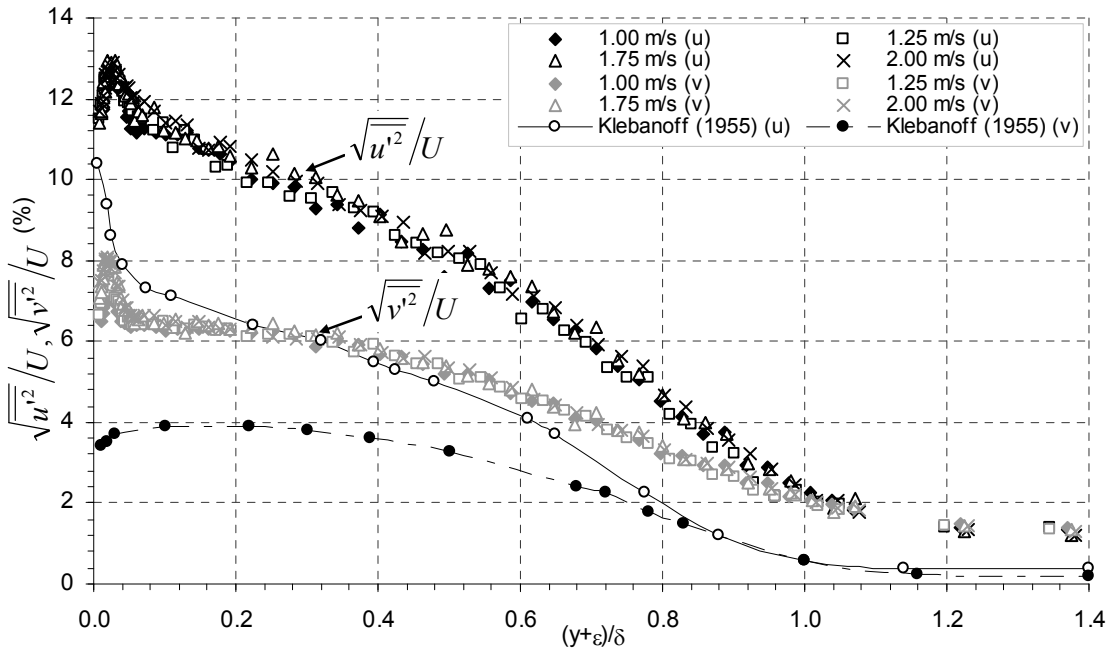 14
12
10
8
6
4
2
0
√u'²/U, √v'²/U (%)
1.00 m/s (u)
1.25 m/s (u)
1.75 m/s (u)
2.00 m/s (u)
1.00 m/s (v)
1.25 m/s (v)
1.75 m/s (v)
2.00 m/s (v)
Klebanoff (1955) (u)
Klebanoff (1955) (v)
√u'²/U
√v'²/U
0.0 0.2 0.4 0.6 0.8 1.0 1.2 1.4
(y+ε)/δ